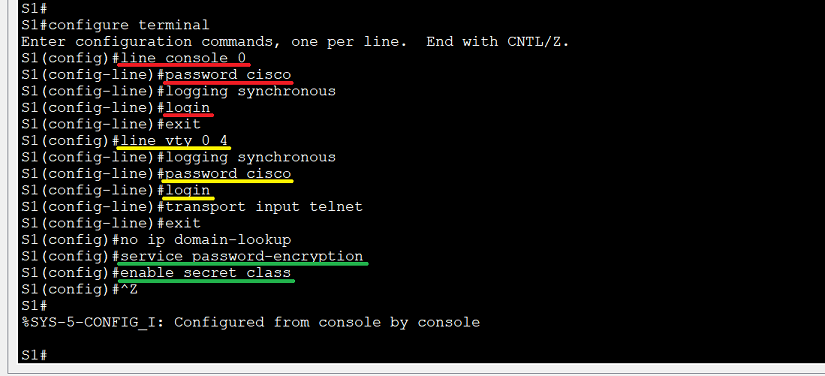 S1#
S1#configure terminal
Enter configuration commands, one per line.  End with CNTL/Z.
S1(config)#line console 0
S1(config-line)#password cisco
S1(config-line)#logging synchronous
S1(config-line)#login
S1(config-line)#exit
S1(config)#line vty 0 4
S1(config-line)#logging synchronous
S1(config-line)#password cisco
S1(config-line)#login
S1(config-line)#transport input telnet
S1(config-line)#exit
S1(config)#no ip domain-lookup
S1(config)#service password-encryption
S1(config)#enable secret class
S1(config)#^Z
S1#
%SYS-5-CONFIG_I: Configured from console by console
S1#